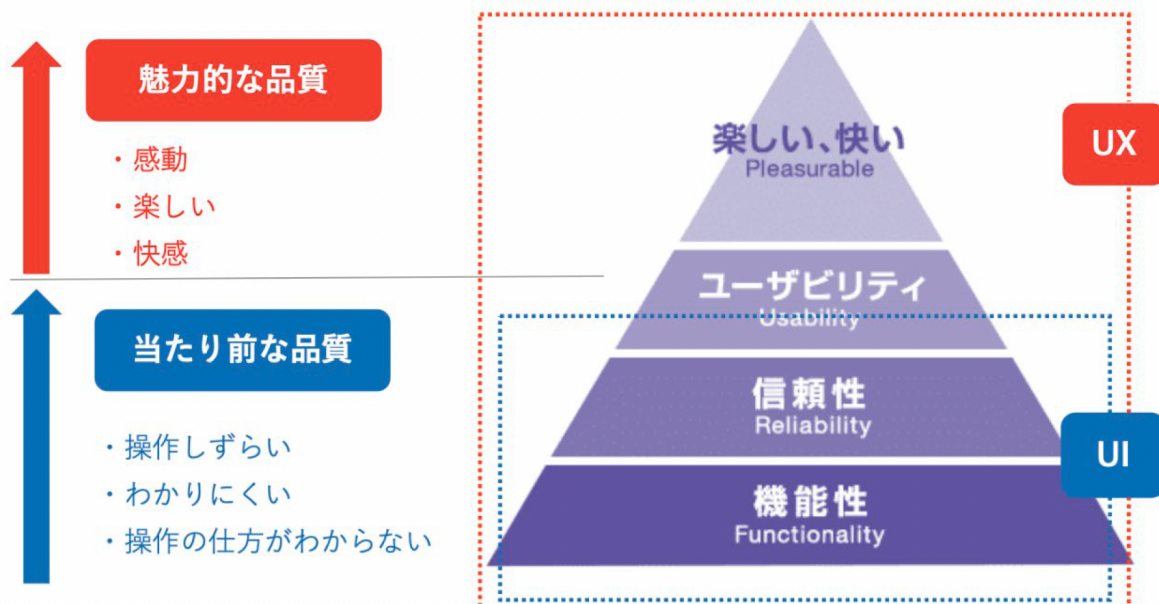 魅力的な品質
・感動
・楽しい
・快感
当たり前な品質
・操作しずらい
・わかりにくい
・操作の仕方がわからない
楽しい、快い
Pleasurable
ユーザビリティ
Usability
信頼性
Reliability
機能性
Functionality
UX
UI